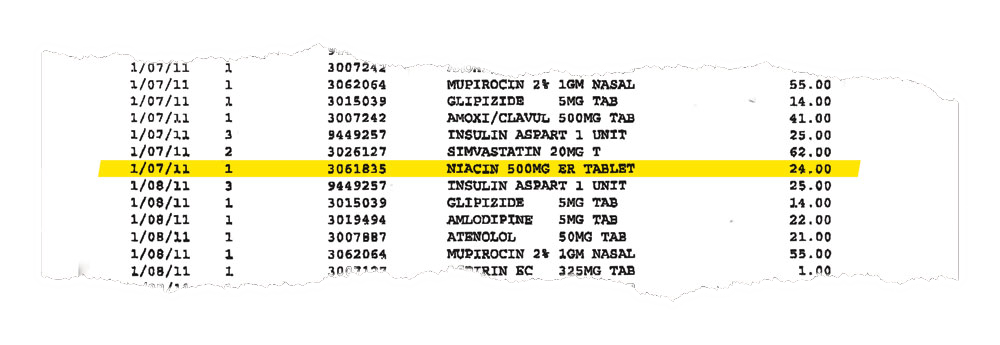 1/07/11 1 3007242
1/07/11 1 3062064 MUPIROCIN 2% 1GM NASAL 55.00
1/07/11 1 3015039 GLIPIZIDE 5MG TAB 14.00
1/07/11 1 3007242 AMOXI/CLAVUL 500MG TAB 41.00
1/07/11 3 9449257 INSULIN ASPART 1 UNIT 25.00
1/07/11 2 3026127 SIMVASTATIN 20MG T 62.00
1/07/11 1 3061835 NIACIN 500MG ER TABLET 24.00
1/08/11 3 9449257 INSULIN ASPART 1 UNIT 25.00
1/08/11 1 3015039 GLIPIZIDE 5MG TAB 14.00
1/08/11 1 3019494 AMLODIPINE 5MG TAB 22.00
1/08/11 1 3007887 ATENOLOL 50MG TAB 21.00
1/08/11 1 3062064 MUPIROCIN 2% 1GM NASAL 55.00
1/08/11 1 EC 325MG TAB 1.00